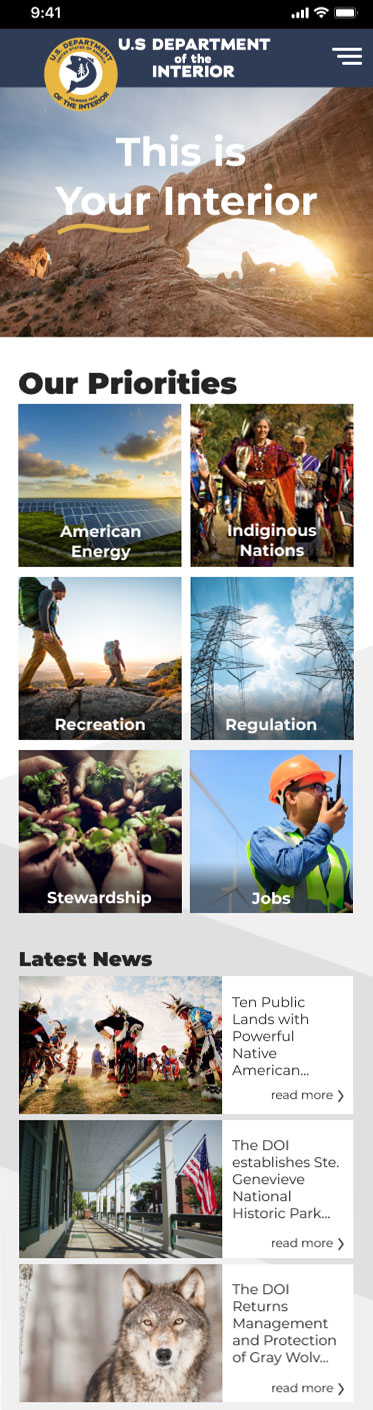 9:41
U.S. DEPARTMENT
OF THE INTERIOR
U.S DEPARTMENT
of the
INTERIOR
This is
Your Interior
Our Priorities
American
Energy
Indiginous
Nations
Recreation
Regulation
Stewardship
Jobs
Latest News
Ten Public
Lands with
Powerful
Native
American...
read more
The DOI
establishes Ste.
Genevieve
National
Historic Park...
read more
The DOI
Returns
Management
and Protection
of Gray Wolv...
read more